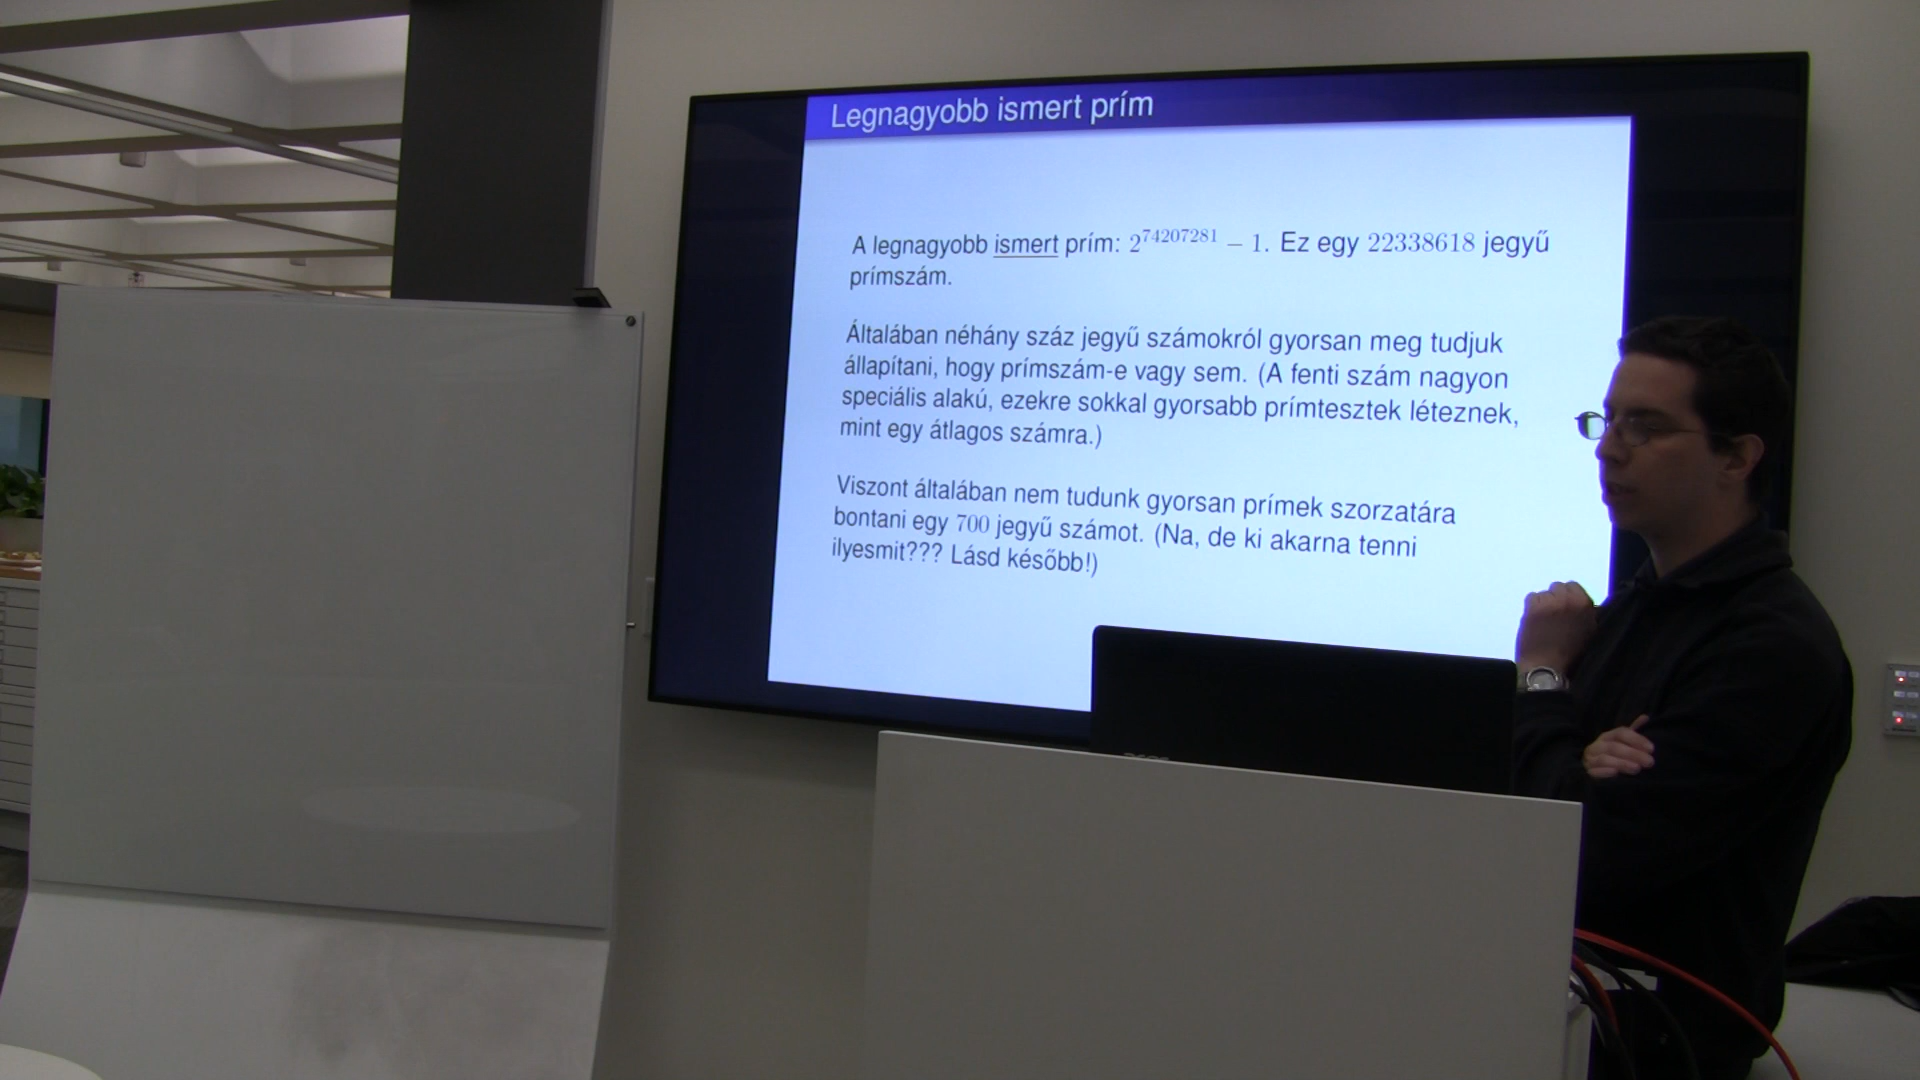 Legnagyobb ismert prím
A legnagyobb ismert prím: 2^74207281 − 1. Ez egy 22338618 jegyű
prímszám.
Általában néhány száz jegyű számokról gyorsan meg tudjuk
állapítani, hogy prímszám-e vagy sem. (A fenti szám nagyon
speciális alakú, ezekre sokkal gyorsabb prímtesztek léteznek,
mint egy átlagos számra.)
Viszont általában nem tudunk gyorsan prímek szorzatára
bontani egy 700 jegyű számot. (Na, de ki akarna tenni
ilyesmit??? Lásd később!)